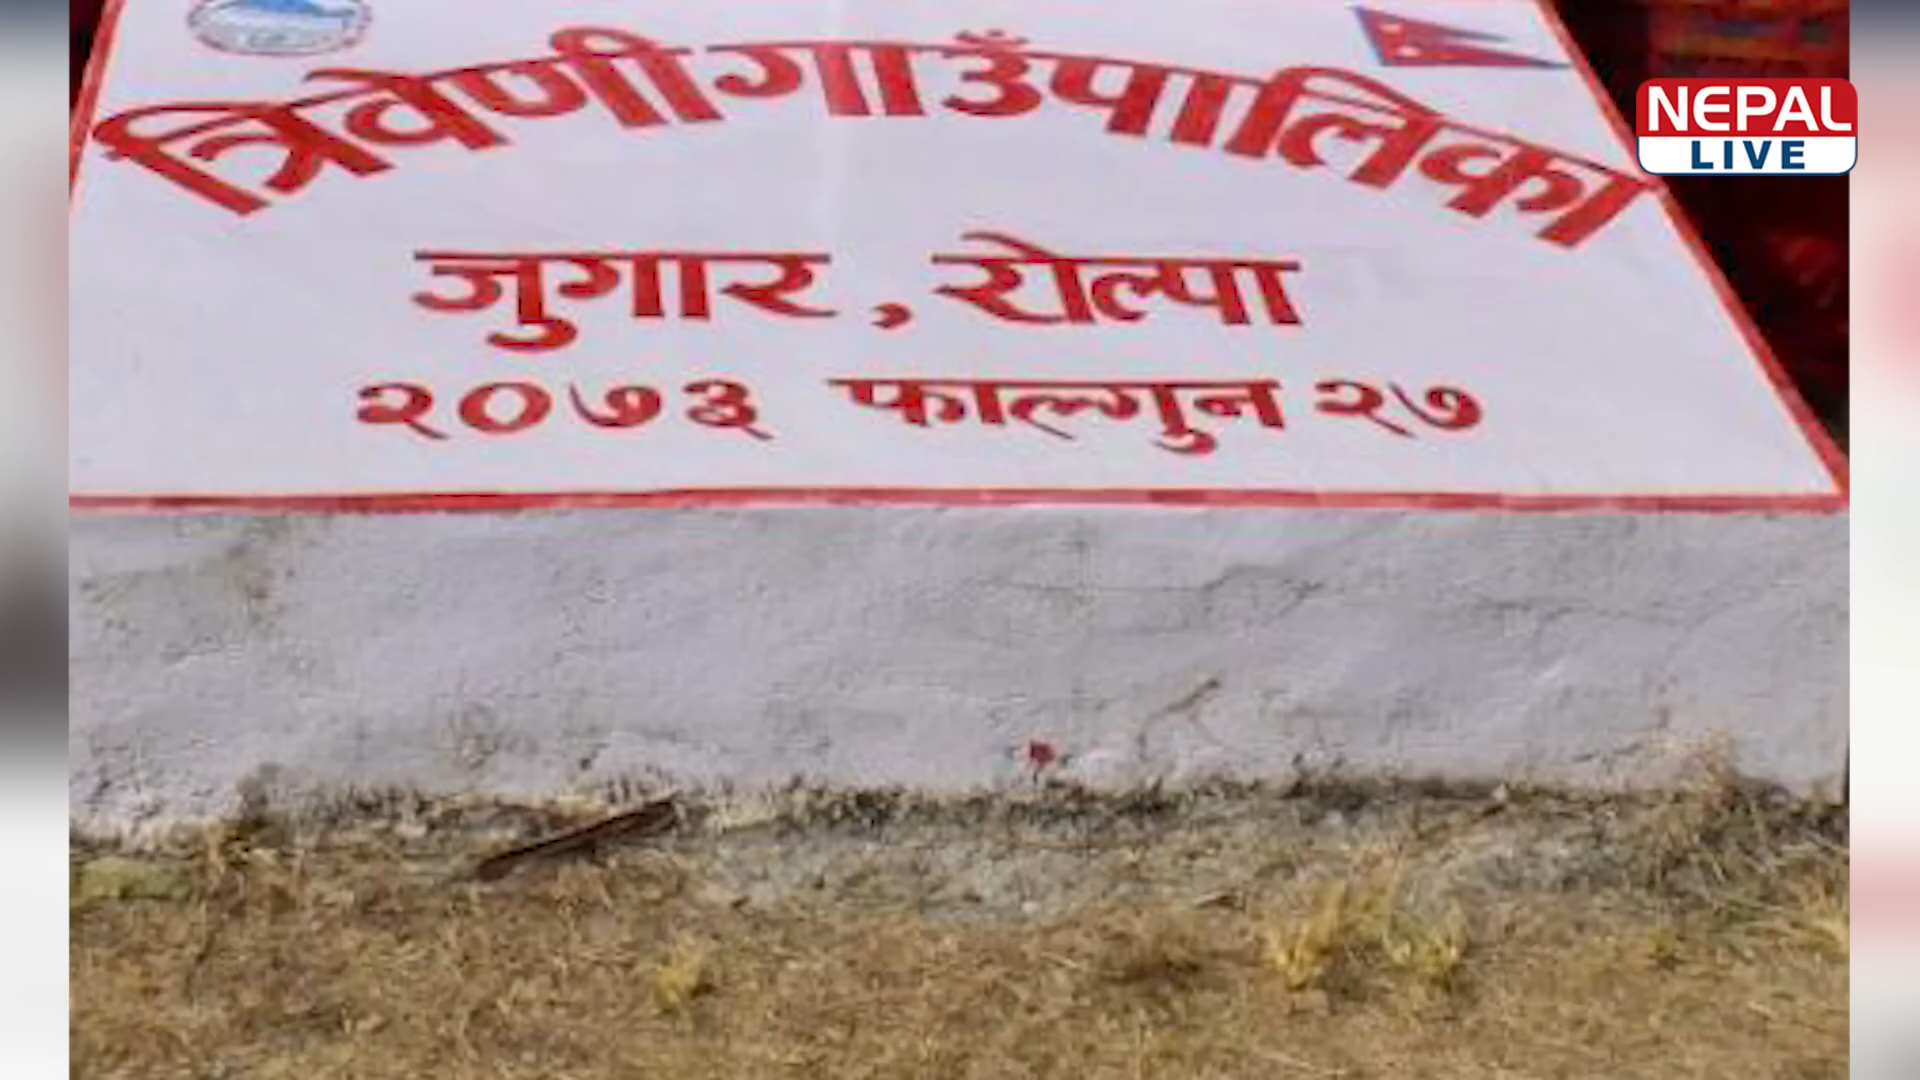 त्रिवेणी गाउँपालिका
जुगार, रोल्पा
२०७३ फाल्गुन २७
NEPAL
LIVE